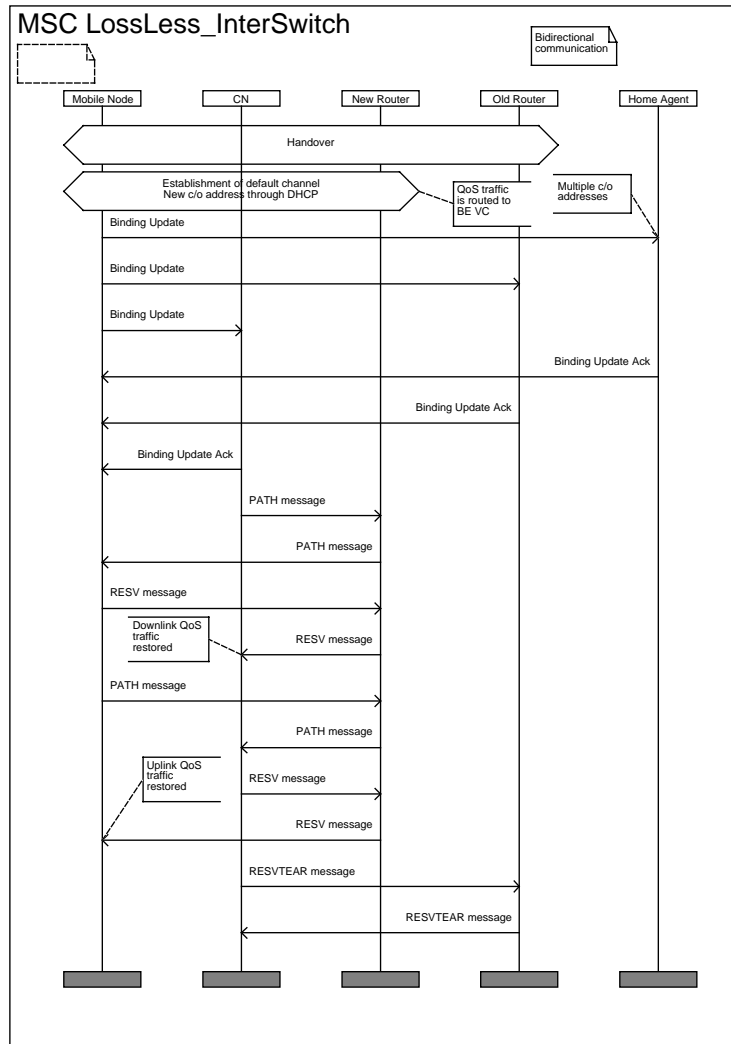 MSC LossLess_InterSwitch
Bidirectional
communication
Mobile Node
CN
New Router
Old Router
Home Agent
Handover
Establishment of default channel
New c/o address through DHCP
QoS traffic
is routed to
BE VC
Multiple c/o
addresses
Binding Update
Binding Update
Binding Update
Binding Update Ack
Binding Update Ack
Binding Update Ack
PATH message
PATH message
RESV message
Downlink QoS
traffic
restored
RESV message
PATH message
PATH message
Uplink QoS
traffic
restored
RESV message
RESV message
RESVTEAR message
RESVTEAR message